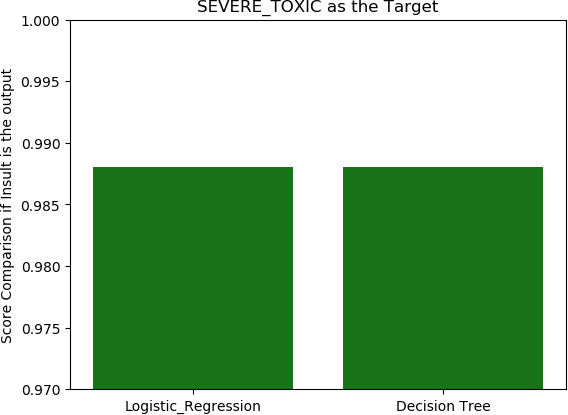 SEVERE_TOXIC as the Target
Score Comparison if Insult is the output
1.000
0.995
0.990
0.985
0.980
0.975
0.970
Logistic_Regression
Decision Tree